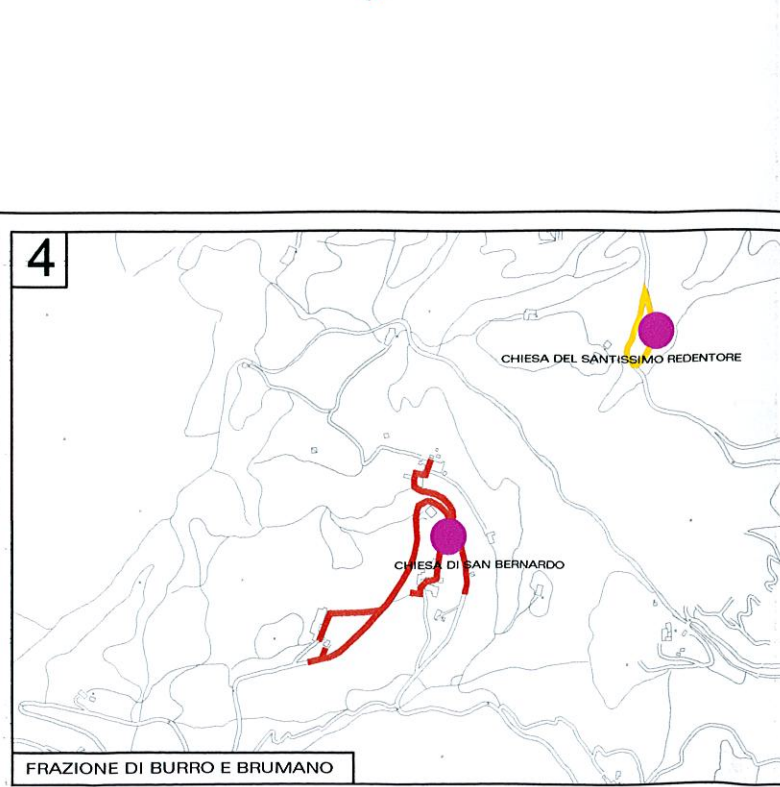 4
CHIESA DEL SANTISSIMO REDENTORE
CHIESA DI SAN BERNARDO
FRAZIONE DI BURRO E BRUMANO